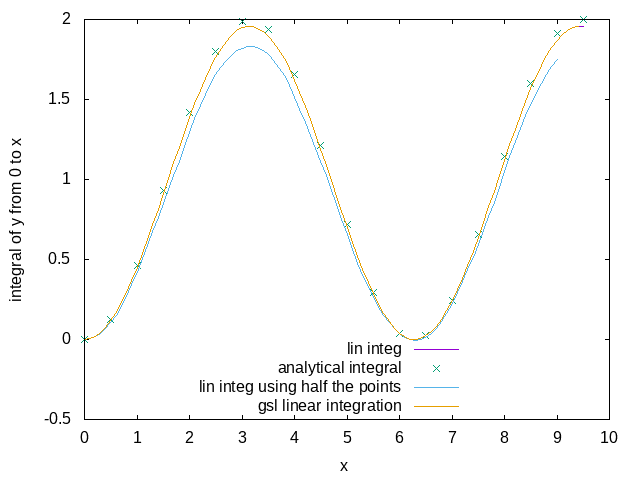 2
1.5
1
0.5
0
-0.5
integral of y from 0 to x
lin integ
analytical integral
lin integ using half the points
gsl linear integration
0 1 2 3 4 5 6 7 8 9 10
x